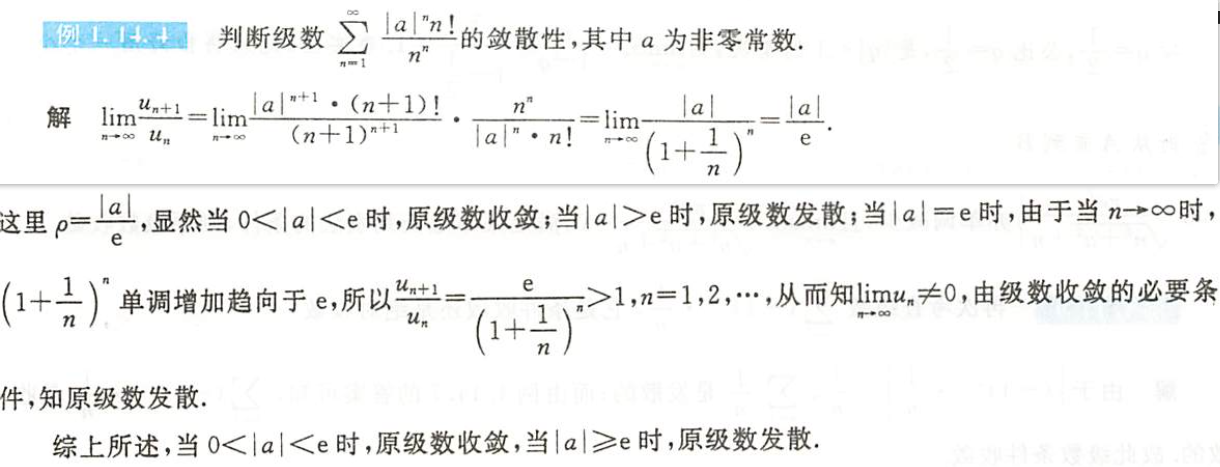 例 1.14.4 判断级数 $\sum_{n=1}^{\infty} \frac{|a|^n n!}{n^n}$ 的敛散性,其中 a 为非零常数.
解 $\lim_{n\to\infty} \frac{u_{n+1}}{u_n} = \lim_{n\to\infty} \frac{|a|^{n+1} \cdot (n+1)!}{(n+1)^{n+1}} \cdot \frac{n^n}{|a|^n \cdot n!} = \lim_{n\to\infty} \frac{|a|}{\left(1+\frac{1}{n}\right)^n} = \frac{|a|}{e}$.
这里 $\rho = \frac{|a|}{e}$,显然当 0<|a|<e 时,原级数收敛;当|a|>e 时,原级数发散;当|a|=e 时,由于当 n→∞时,
$\left(1+\frac{1}{n}\right)^n$ 单调增加趋向于 e,所以 $\frac{u_{n+1}}{u_n} = \frac{e}{\left(1+\frac{1}{n}\right)^n} > 1$,n=1,2,…,从而知 $\lim_{n\to\infty} u_n \neq 0$,由级数收敛的必要条
件,知原级数发散.
综上所述,当 0<|a|<e 时,原级数收敛,当|a|≥e 时,原级数发散.